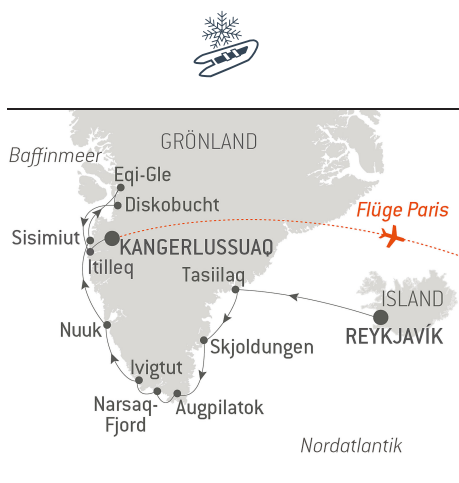 GRÖNLAND
Baffinmeer
Eqi-Gle
Diskobucht
Flüge Paris
Sisimiut
KANGERLUSSUAQ
Itilleq
Tasiilaq
ISLAND
Nuuk
REYKJAVÍK
Skjoldungen
Ivigtut
Narsaq-
Fjord
Augpilatok
Nordatlantik